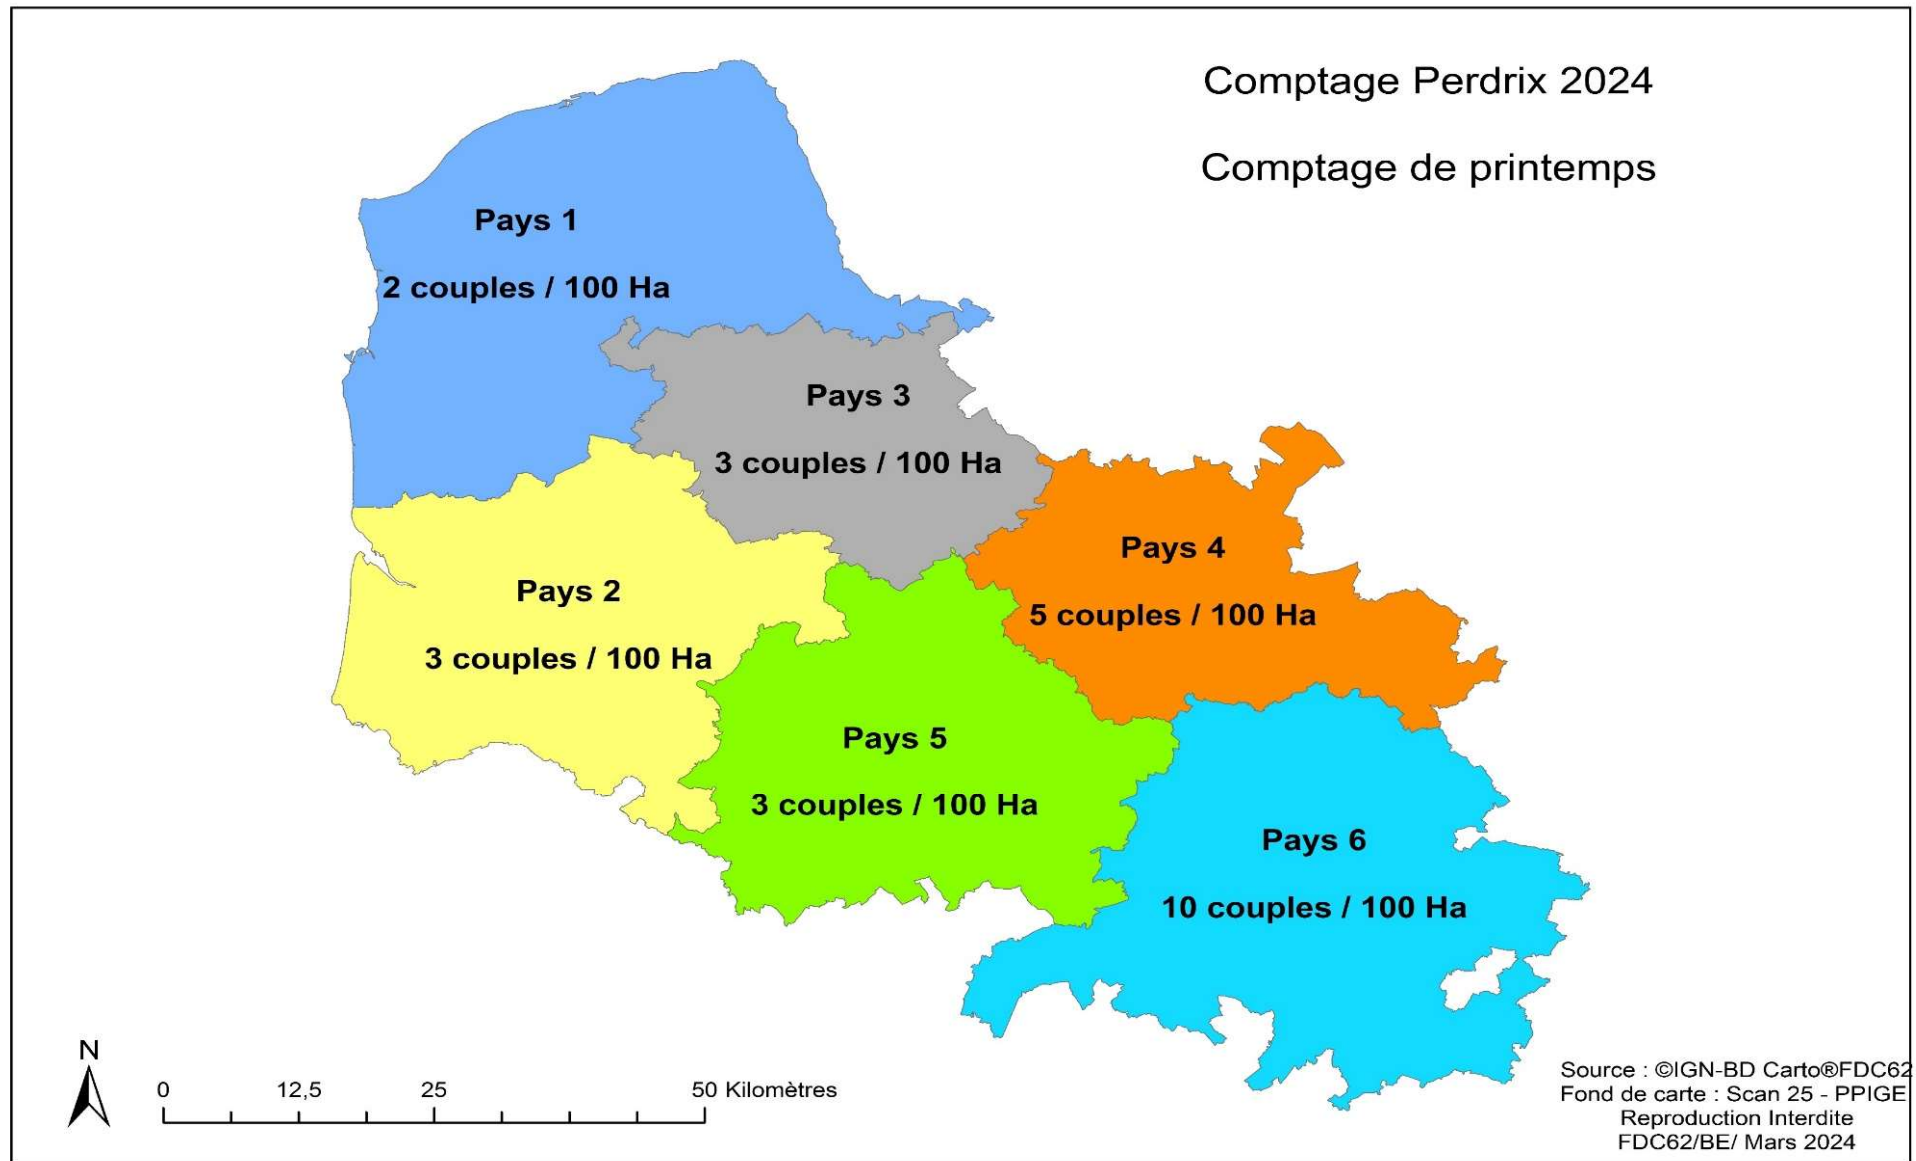 Comptage Perdrix 2024
Comptage de printemps
Pays 1
2 couples / 100 Ha
Pays 3
3 couples / 100 Ha
Pays 4
5 couples / 100 Ha
Pays 2
3 couples / 100 Ha
Pays 5
3 couples / 100 Ha
Pays 6
10 couples / 100 Ha
N
0 12,5 25 50 Kilomètres
Source : ©IGN-BD Carto®FDC62
Fond de carte : Scan 25 - PPIGE
Reproduction Interdite
FDC62/BE/ Mars 2024